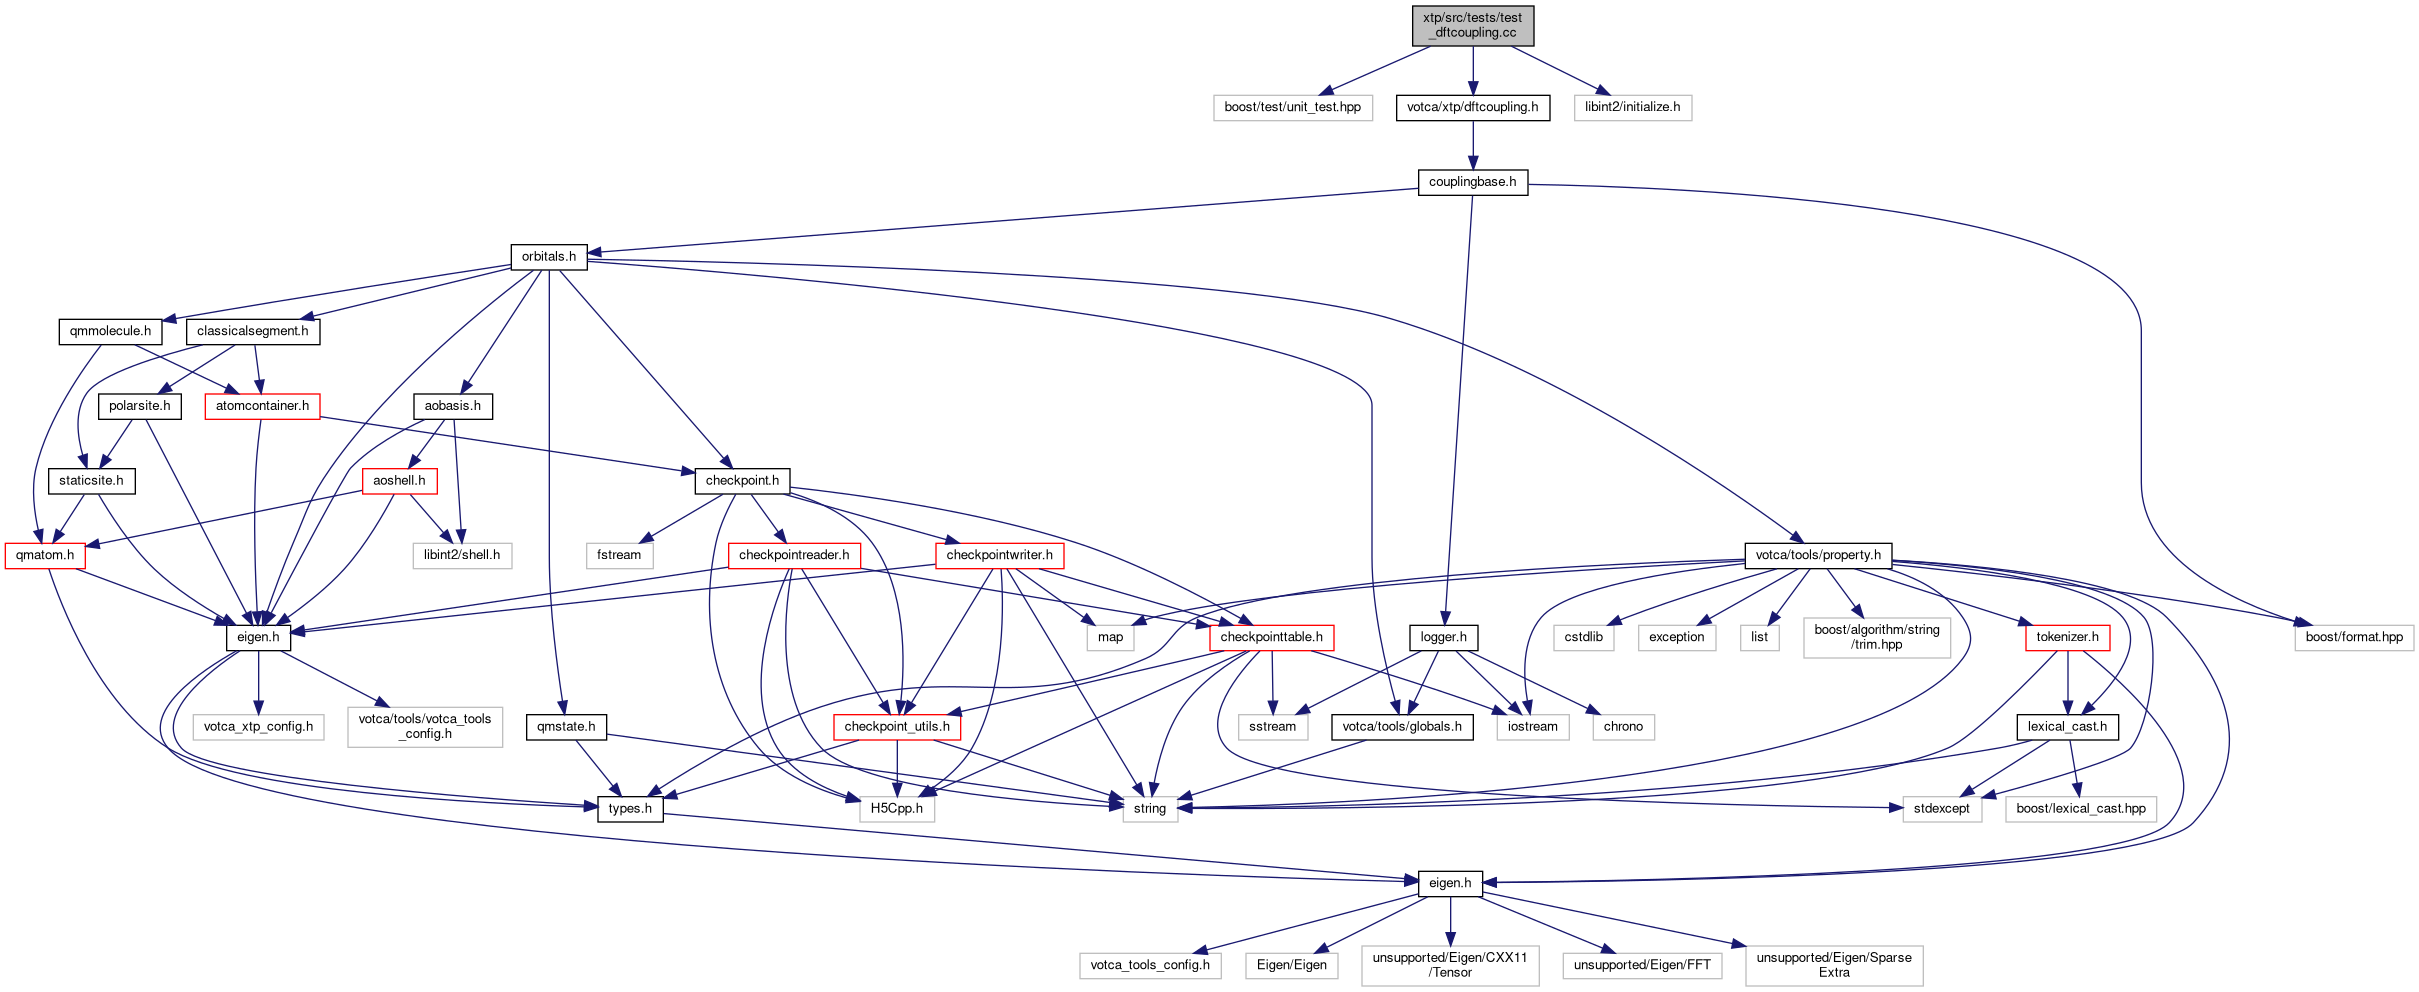 xtp/src/tests/test
_dftcoupling.cc
boost/test/unit_test.hpp
votca/xtp/dftcoupling.h
libint2/initialize.h
couplingbase.h
orbitals.h
qmmolecule.h
classicalsegment.h
polarsite.h
atomcontainer.h
aobasis.h
staticsite.h
aoshell.h
checkpoint.h
qmatom.h
libint2/shell.h
fstream
checkpointreader.h
checkpointwriter.h
votca/tools/property.h
eigen.h
map
checkpointtable.h
logger.h
cstdlib
exception
list
boost/algorithm/string
/trim.hpp
tokenizer.h
boost/format.hpp
votca_xtp_config.h
votca/tools/votca_tools
_config.h
qmstate.h
checkpoint_utils.h
sstream
votca/tools/globals.h
iostream
chrono
lexical_cast.h
types.h
H5Cpp.h
string
stdexcept
boost/lexical_cast.hpp
eigen.h
votca_tools_config.h
Eigen/Eigen
unsupported/Eigen/CXX11
/Tensor
unsupported/Eigen/FFT
unsupported/Eigen/Sparse
Extra